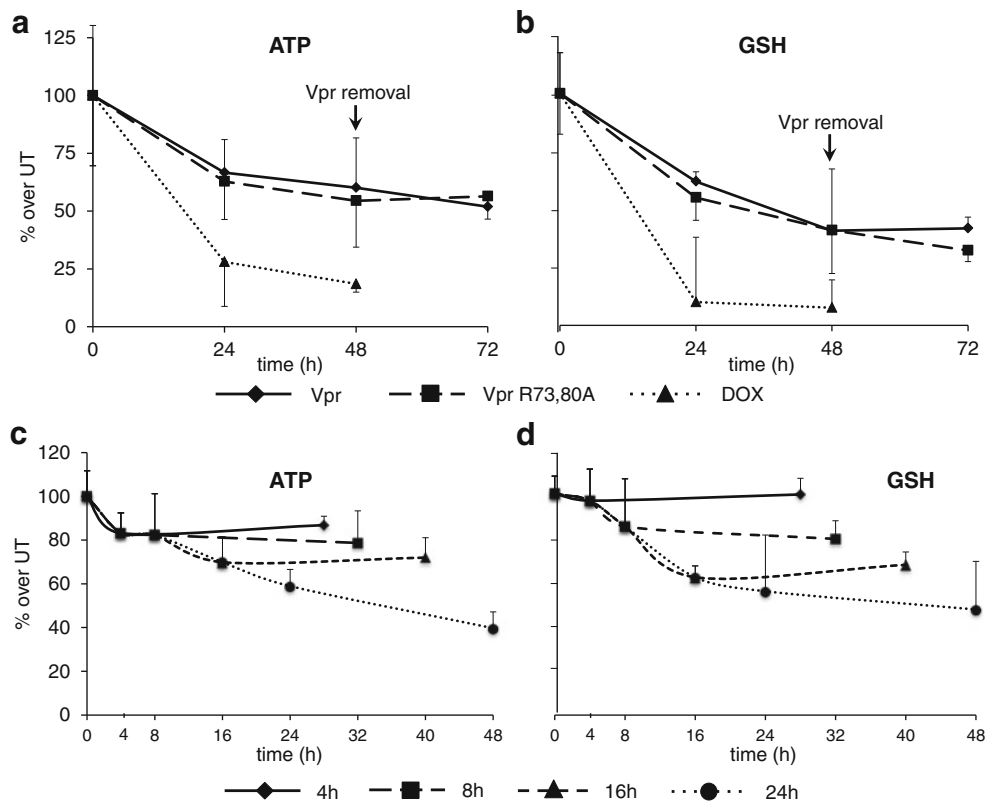 a
ATP
125
100
75
50
25
0
% over UT
Vpr removal
0 24 48 72
time (h)
b
GSH
Vpr removal
0 24 48 72
time (h)
Vpr Vpr R73,80A DOX
c
ATP
120
100
80
60
40
20
0
% over UT
0 4 8 16 24 32 40 48
time (h)
d
GSH
0 4 8 16 24 32 40 48
time (h)
4h 8h 16h 24h